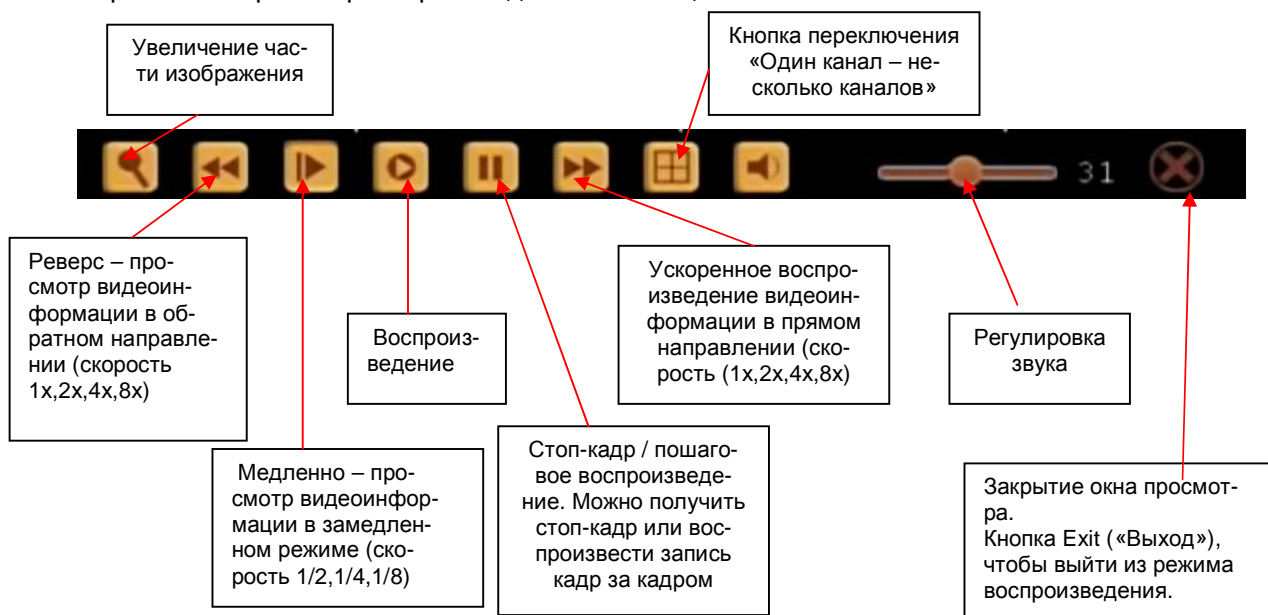 Увеличение час-
ти изображения
Кнопка переключения
«Один канал – не-
сколько каналов»
31
Реверс – про-
смотр видеоин-
формации в об-
ратном направле-
нии (скорость
1x,2x,4x,8x)
Воспроиз-
ведение
Ускоренное воспро-
изведение видеоин-
формации в прямом
направлении (ско-
рость (1x,2x,4x,8x)
Регулировка
звука
Медленно – про-
смотр видеоинфор-
мации в замедлен-
ном режиме (ско-
рость 1/2,1/4,1/8)
Стоп-кадр / пошаго-
вое воспроизведе-
ние. Можно получить
стоп-кадр или вос-
произвести запись
кадр за кадром
Закрытие окна просмот-
ра.
Кнопка Exit («Выход»),
чтобы выйти из режима
воспроизведения.